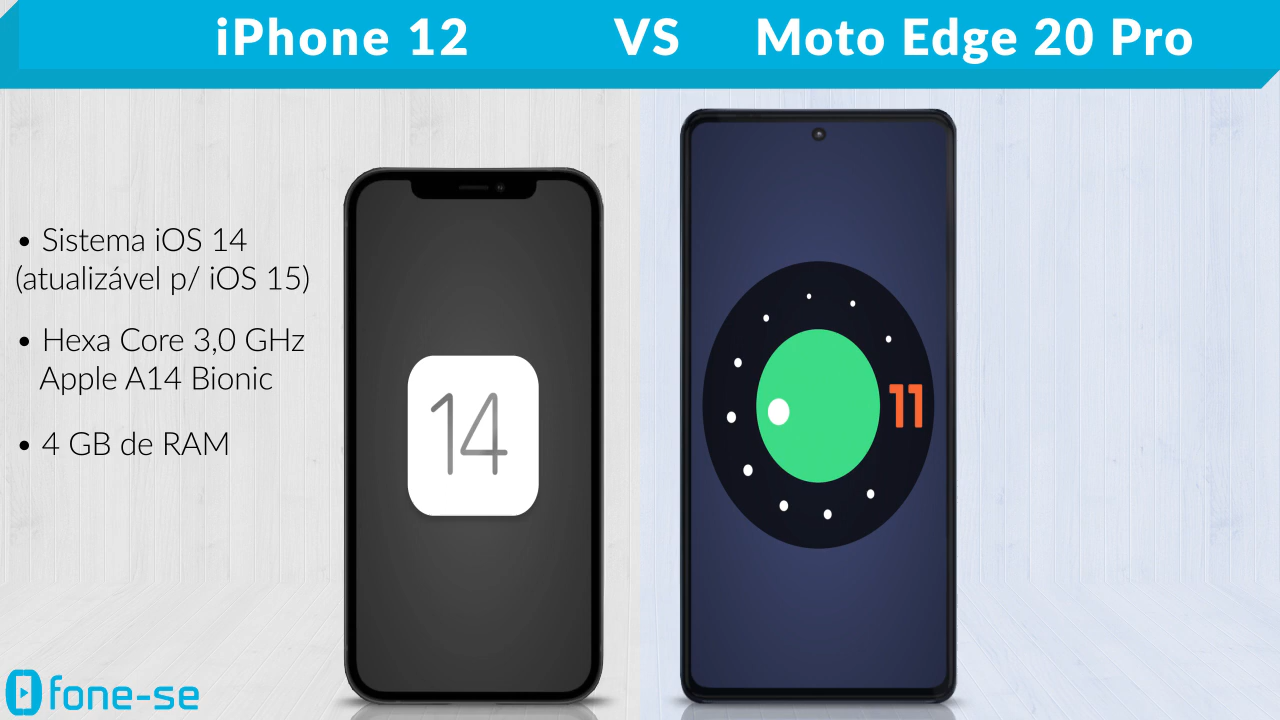 iPhone 12 VS Moto Edge 20 Pro
• Sistema iOS 14
(atualizável p/ iOS 15)
• Hexa Core 3,0 GHz
Apple A14 Bionic
• 4 GB de RAM
14
11
fone-se